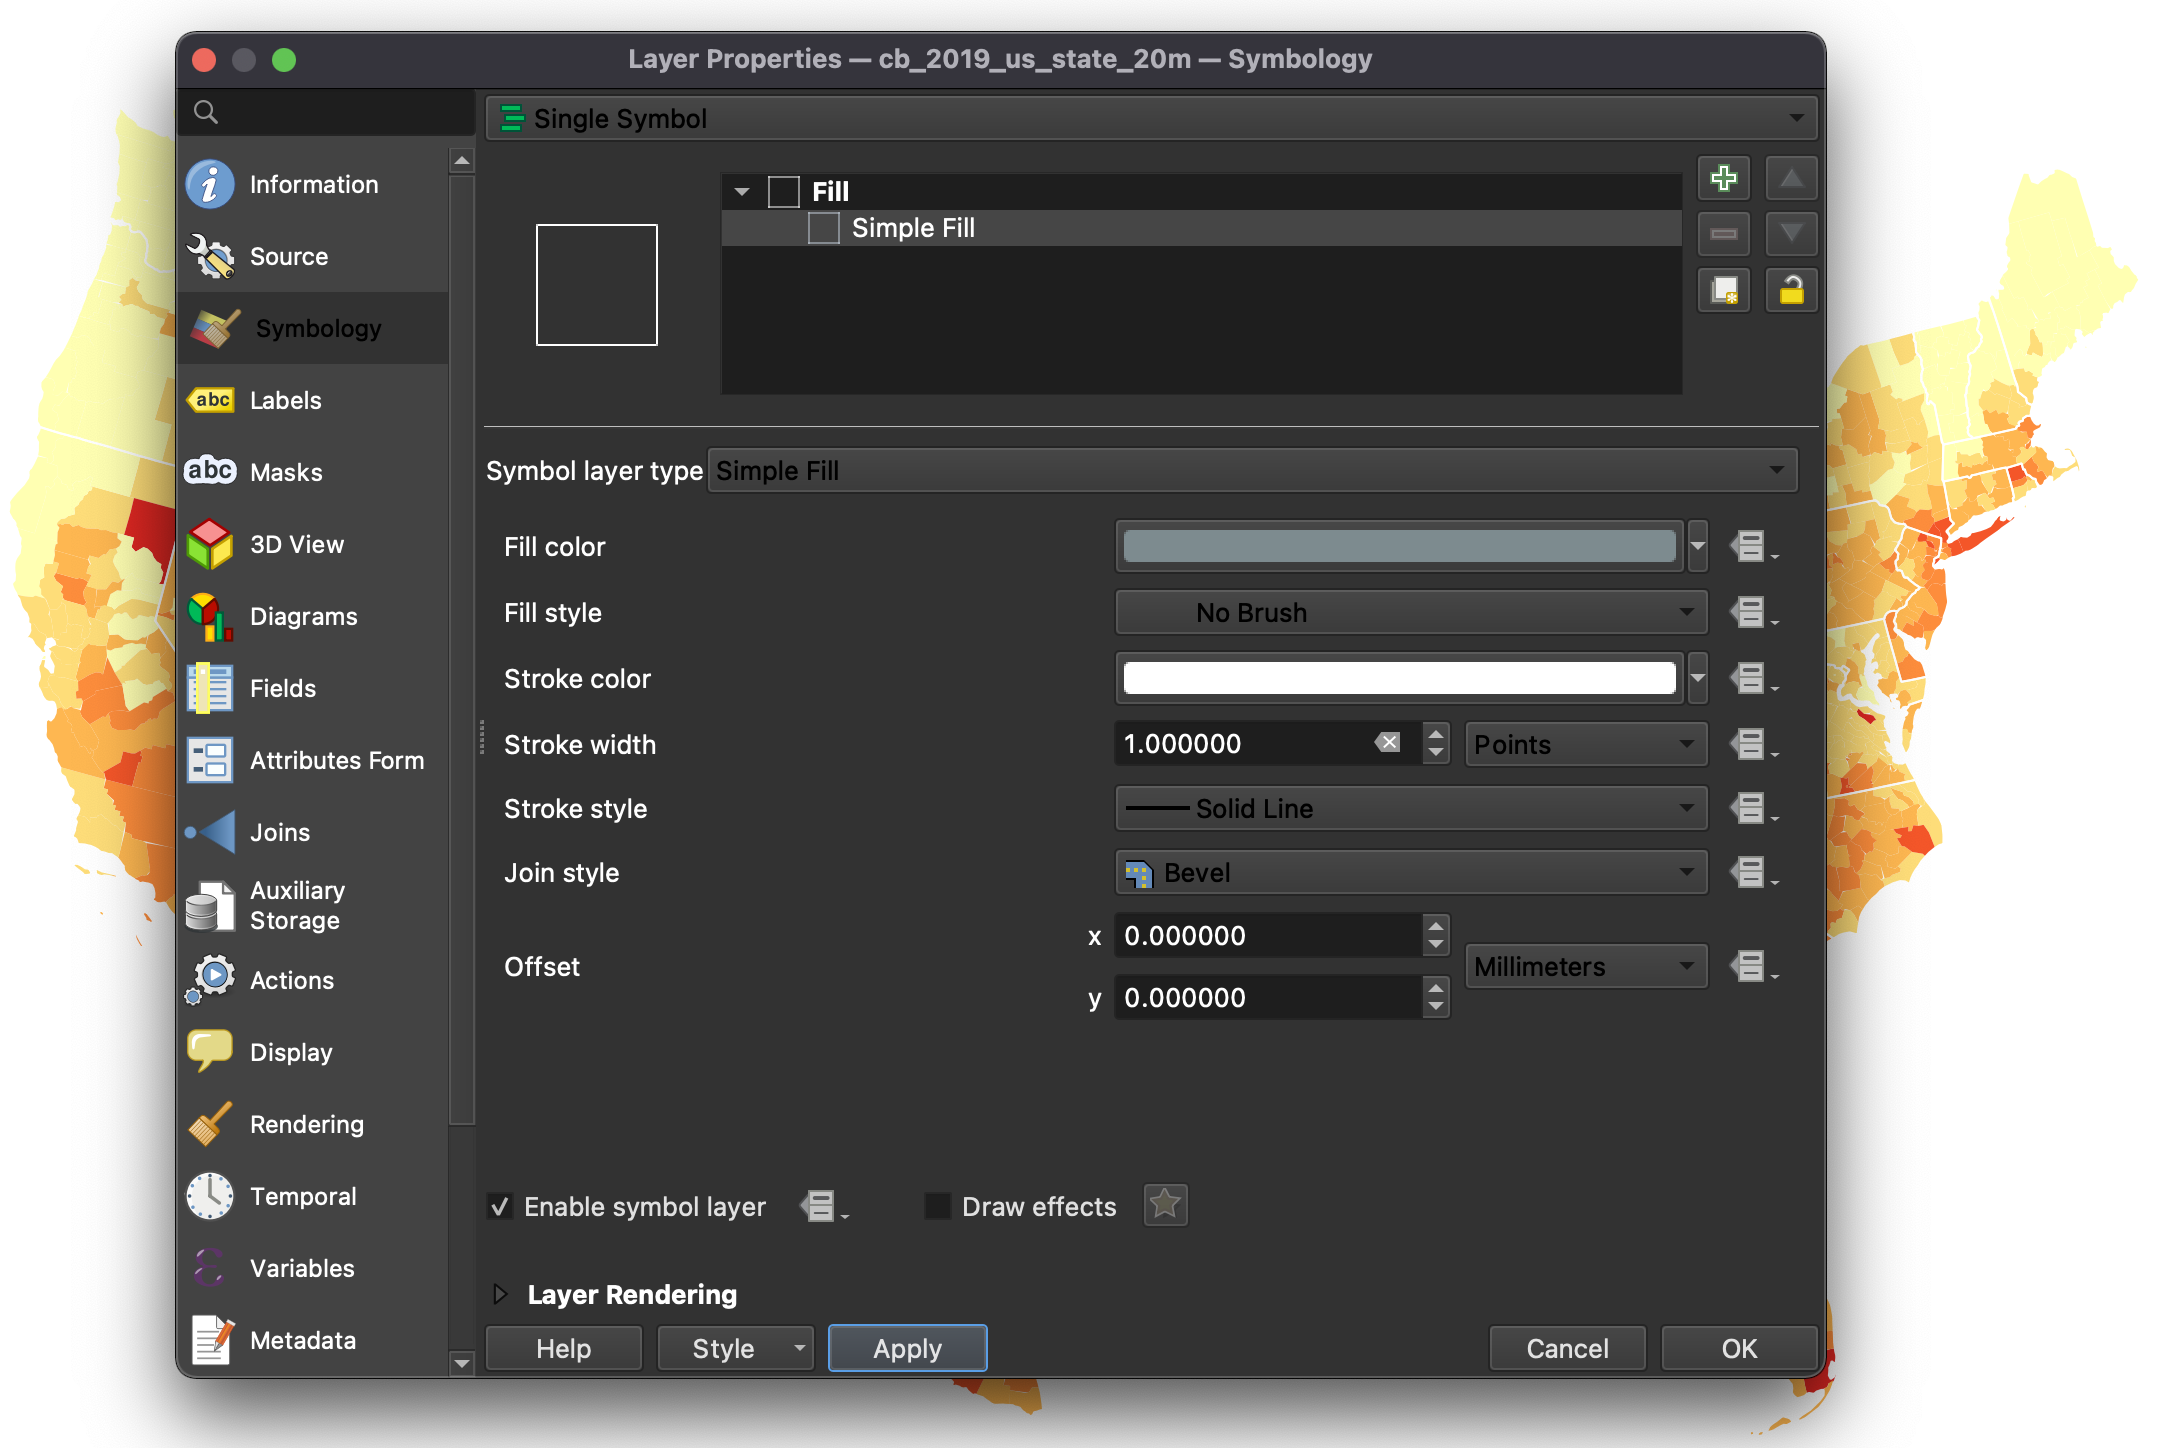 Layer Properties — cb_2019_us_state_20m — Symbology
Single Symbol
Information
Source
Symbology
abc Labels
abc Masks
3D View
Diagrams
Fields
Attributes Form
Joins
Auxiliary
Storage
Actions
Display
Rendering
Temporal
Variables
Metadata
Fill
Simple Fill
Symbol layer type Simple Fill
Fill color
Fill style No Brush
Stroke color
Stroke width 1.000000 Points
Stroke style Solid Line
Join style Bevel
x 0.000000
Offset Millimeters
y 0.000000
Enable symbol layer Draw effects
Layer Rendering
Help Style Apply Cancel OK